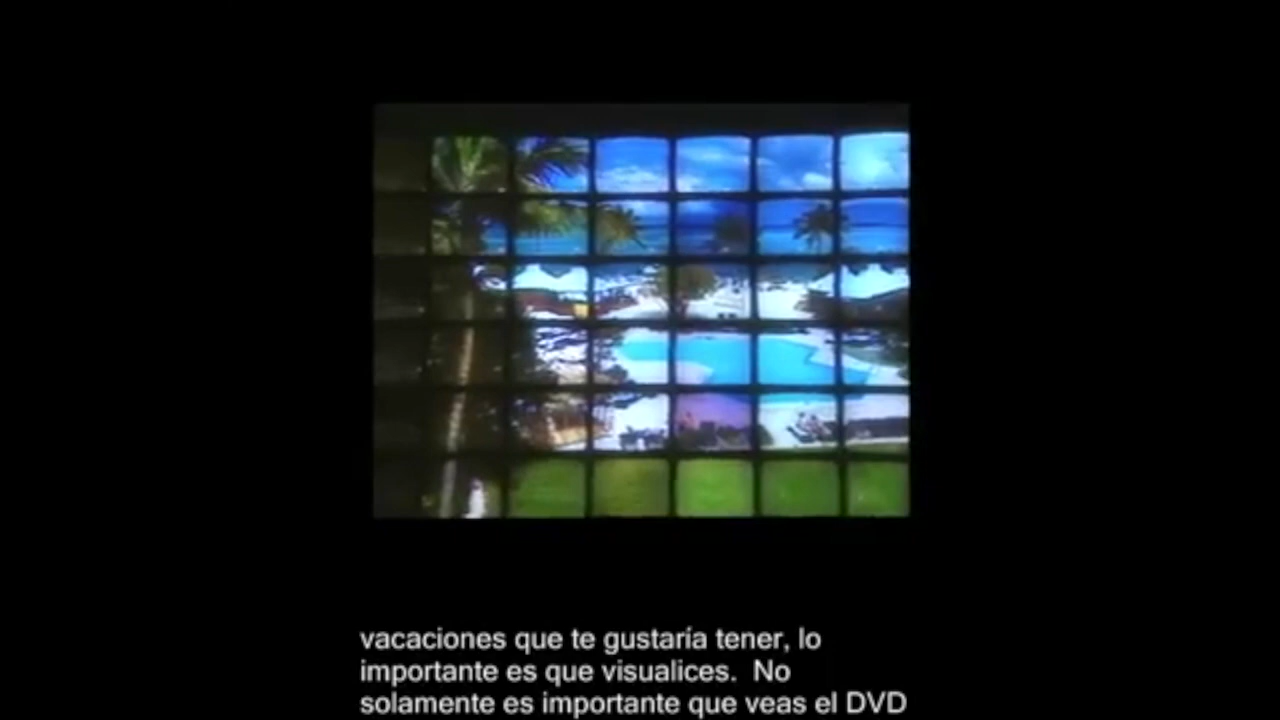 vacaciones que te gustaría tener, lo
importante es que visualices.  No
solamente es importante que veas el DVD